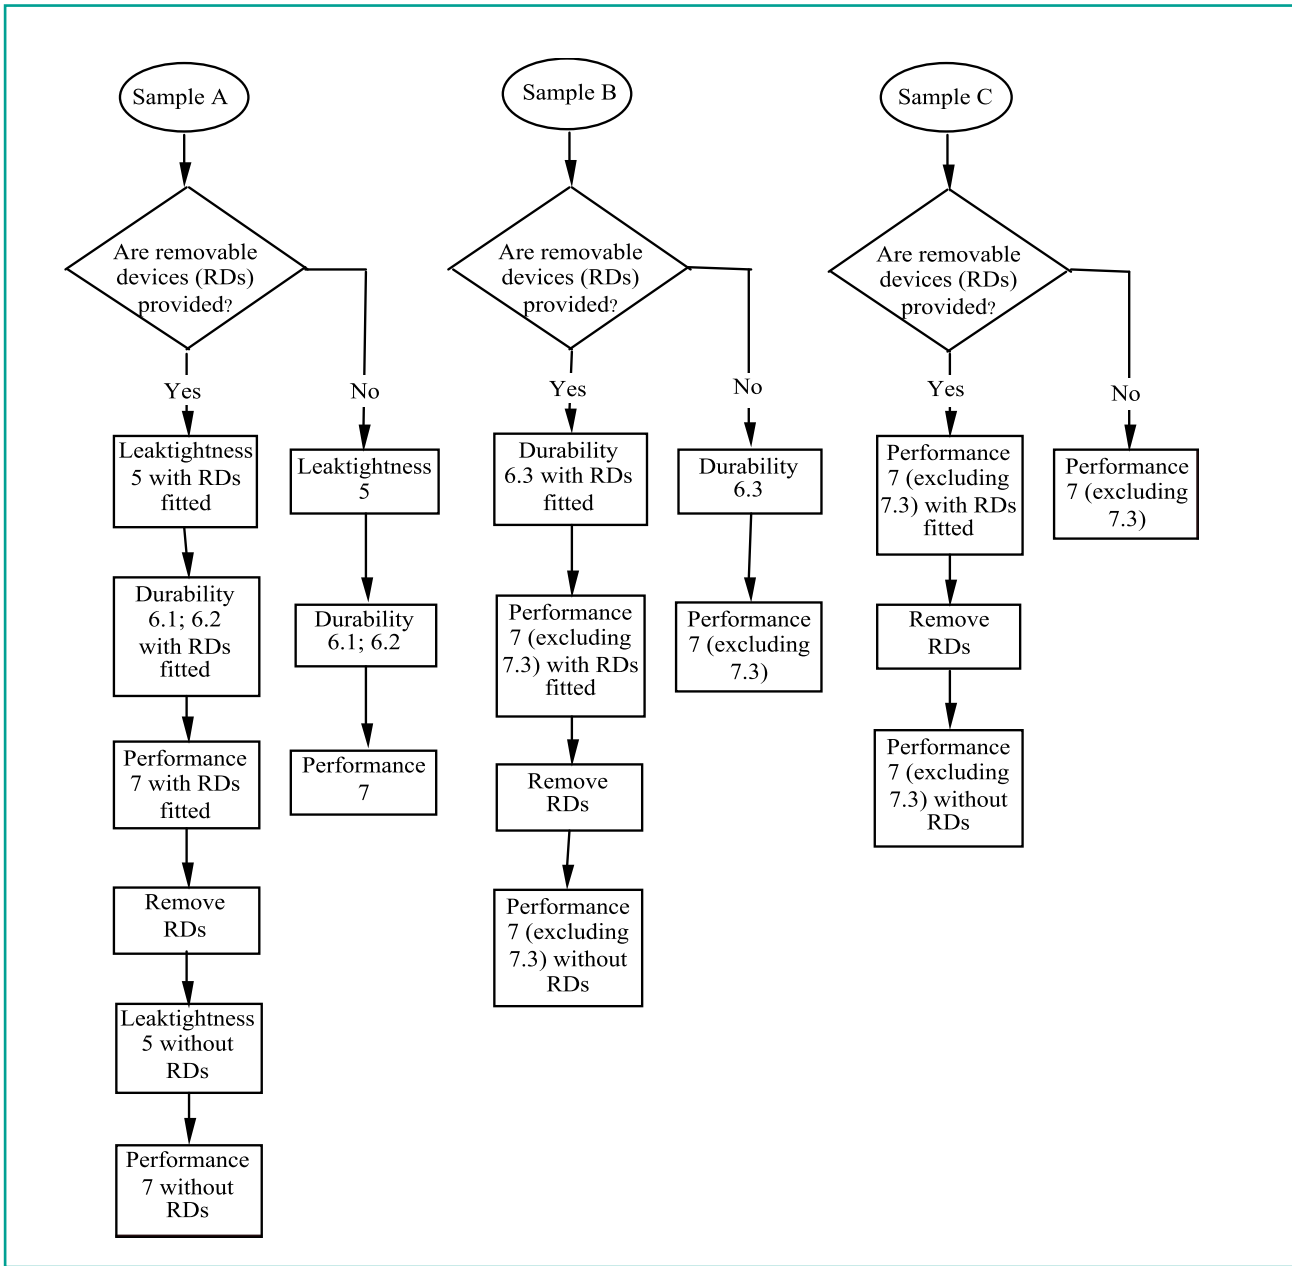 Sample A
Are removable
devices (RDs)
provided?
Yes
No
Leaktightness
5 with RDs
fitted
Durability
6.1; 6.2
with RDs
fitted
Performance
7 with RDs
fitted
Remove
RDs
Leaktightness
5 without
RDs
Performance
7 without
RDs
Leaktightness
5
Durability
6.1; 6.2
Performance
7
Sample B
Are removable
devices (RDs)
provided?
Yes
No
Durability
6.3 with RDs
fitted
Performance
7 (excluding
7.3) with RDs
fitted
Remove
RDs
Performance
7 (excluding
7.3) without
RDs
Durability
6.3
Performance
7 (excluding
7.3)
Sample C
Are removable
devices (RDs)
provided?
Yes
No
Performance
7 (excluding
7.3) with RDs
fitted
Remove
RDs
Performance
7 (excluding
7.3) without
RDs
Performance
7 (excluding
7.3)